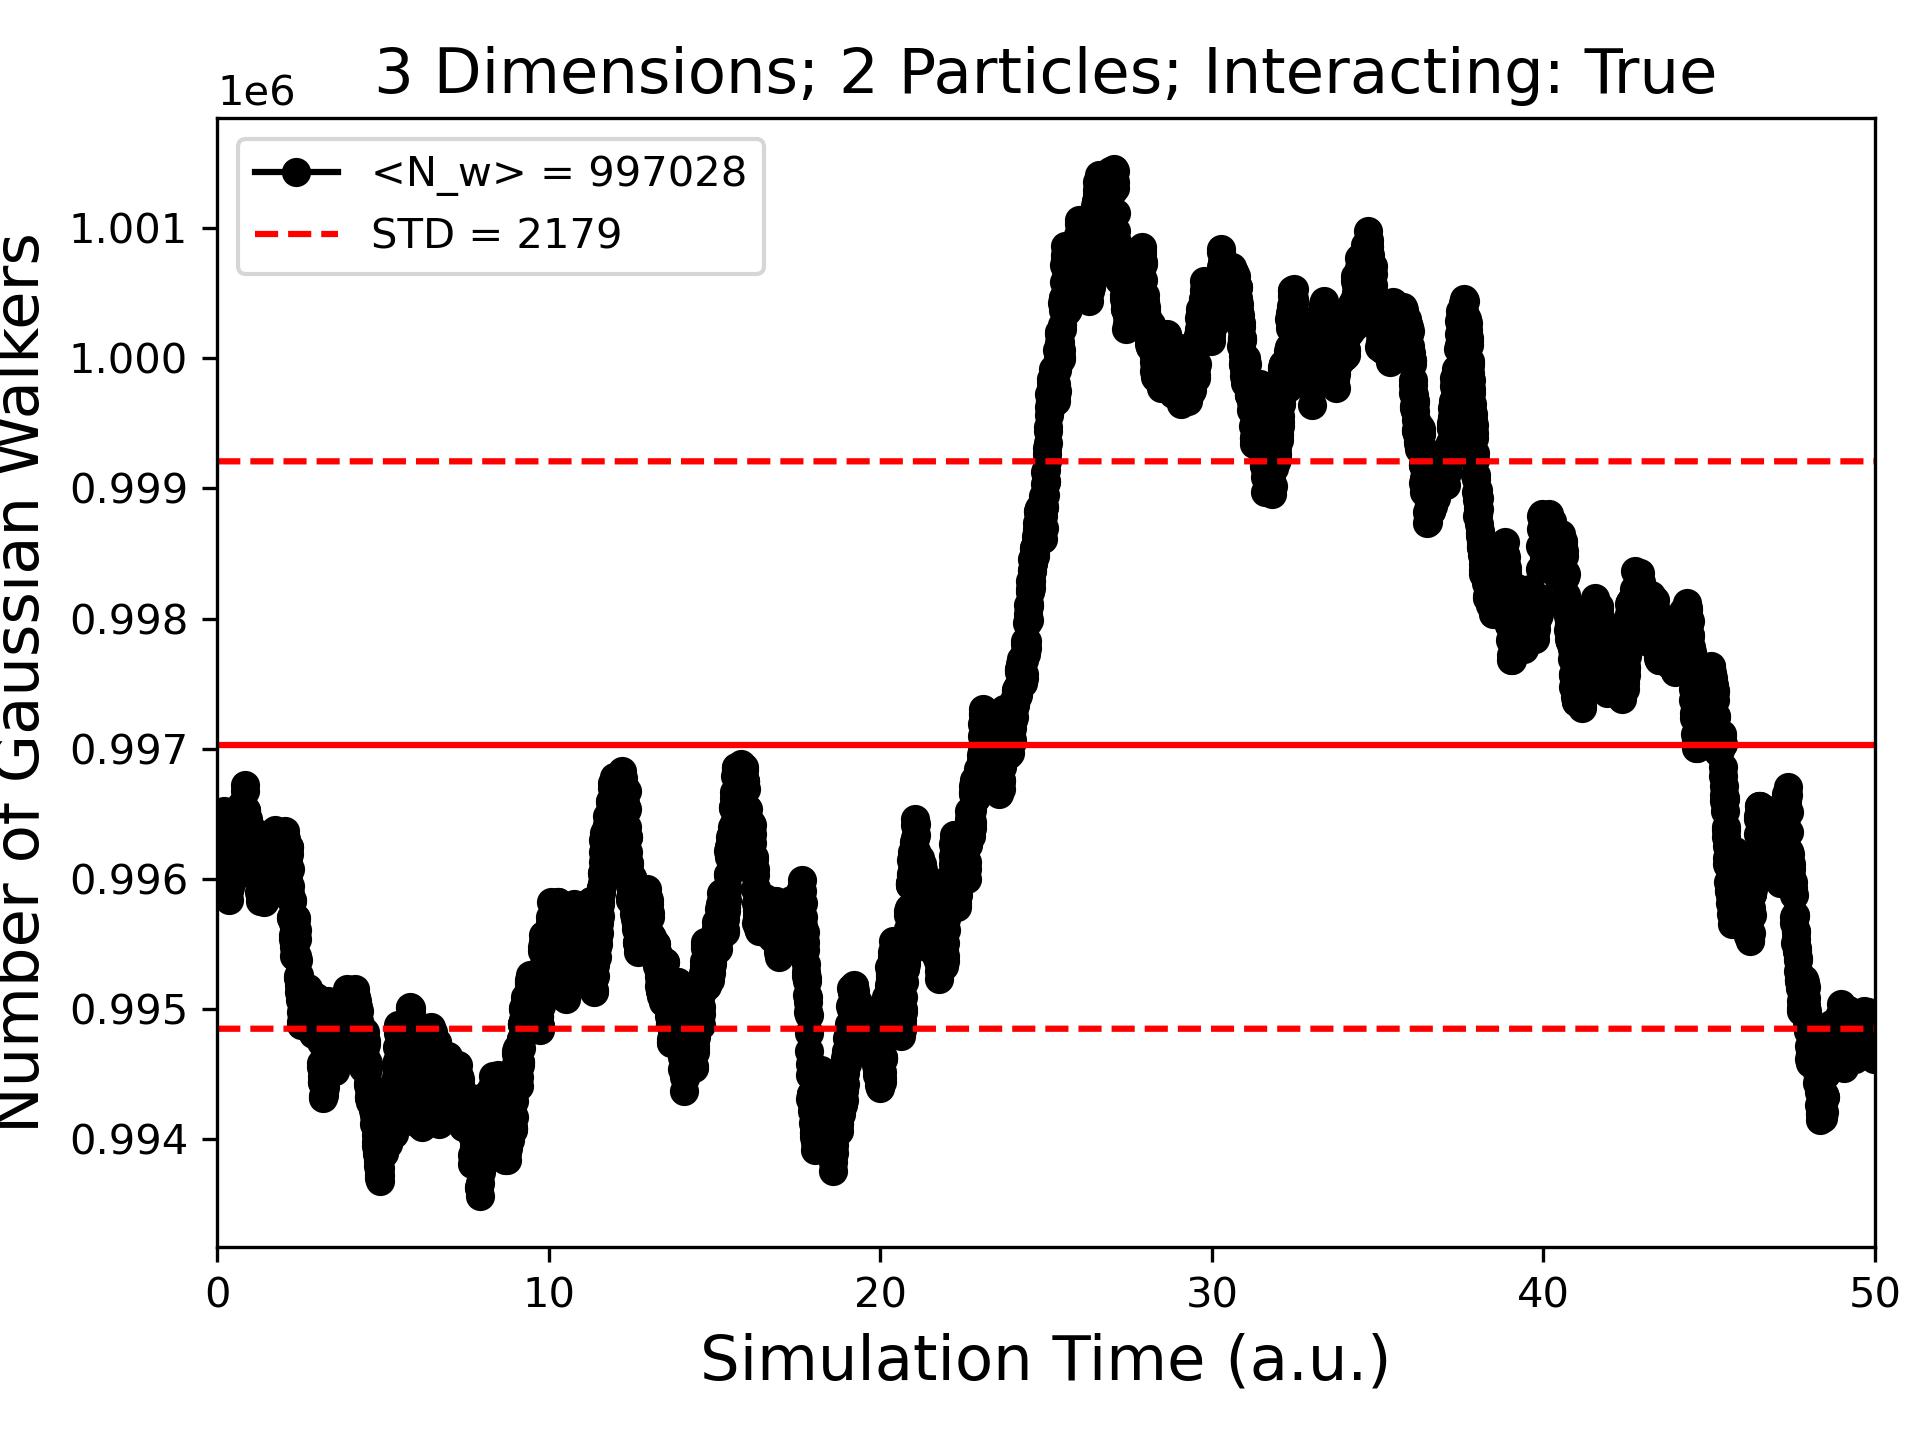 3 Dimensions; 2 Particles; Interacting: True
1e6
<N_w> = 997028
STD = 2179
Number of Gaussian Walkers
1.001
1.000
0.999
0.998
0.997
0.996
0.995
0.994
0 10 20 30 40 50
Simulation Time (a.u.)